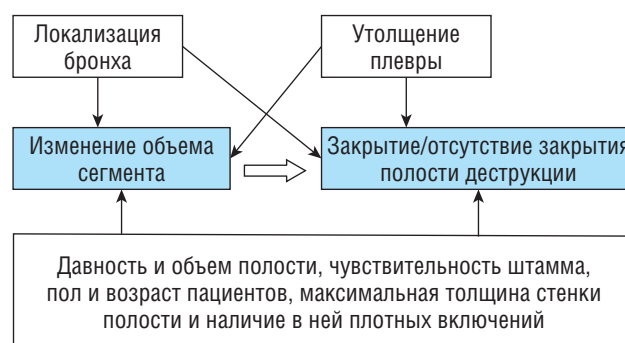 Локализация
бронха
Утолщение
плевры
Изменение объема
сегмента
Закрытие/отсутствие закрытия
полости деструкции
Давность и объем полости, чувствительность штамма,
пол и возраст пациентов, максимальная толщина стенки
полости и наличие в ней плотных включений